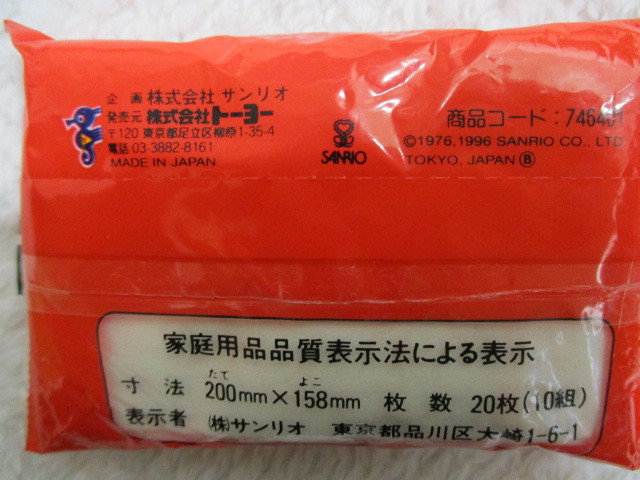 企画 株式会社 サンリオ
発売元 株式会社トーヨー
〒120 東京都足立区柳原1-35-4
電話 03-3882-8161
MADE IN JAPAN
SANRIO
商品コード:746401
©1976,1996 SANRIO CO., LTD
TOKYO, JAPAN Ⓑ
家庭用品品質表示法による表示
たて よこ
寸法 200mm×158mm 枚数 20枚(10組)
表示者 ㈱サンリオ 東京都品川区大崎1-6-1